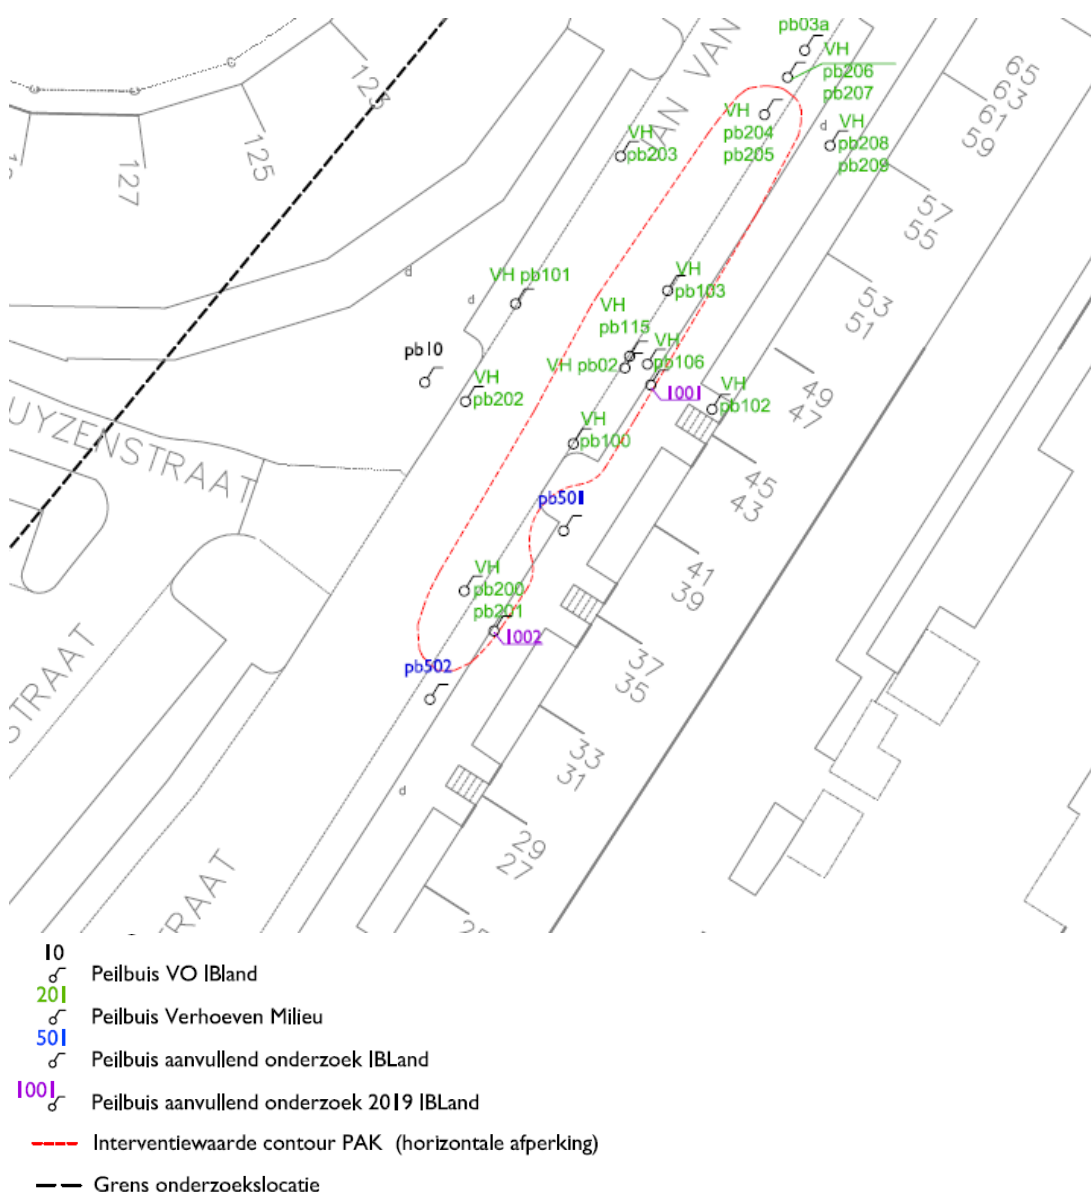 pb03a
VH
pb206
pb207
65
63
61
59
VAN VAN
123
VH
pb204
pb205
d
VH
pb208
pb209
VH
pb203
125
127
57
55
d
d
VH pb101
VH
pb103
53
51
VH
pb115
pb10
VH pb02
VH
pb106
1001
VH
pb202
VH
pb102
49
47
UYZENSTRAAT
VH
pb100
45
43
pb501
41
39
VH
pb200
pb201
1002
37
35
STRAAT
pb502
33
31
d
29
27
TRAAT
10
Peilbuis VO IBland
201
Peilbuis Verhoeven Milieu
501
Peilbuis aanvullend onderzoek IBLand
1001
Peilbuis aanvullend onderzoek 2019 IBLand
Interventiewaarde contour PAK (horizontale afperking)
Grens onderzoekslocatie